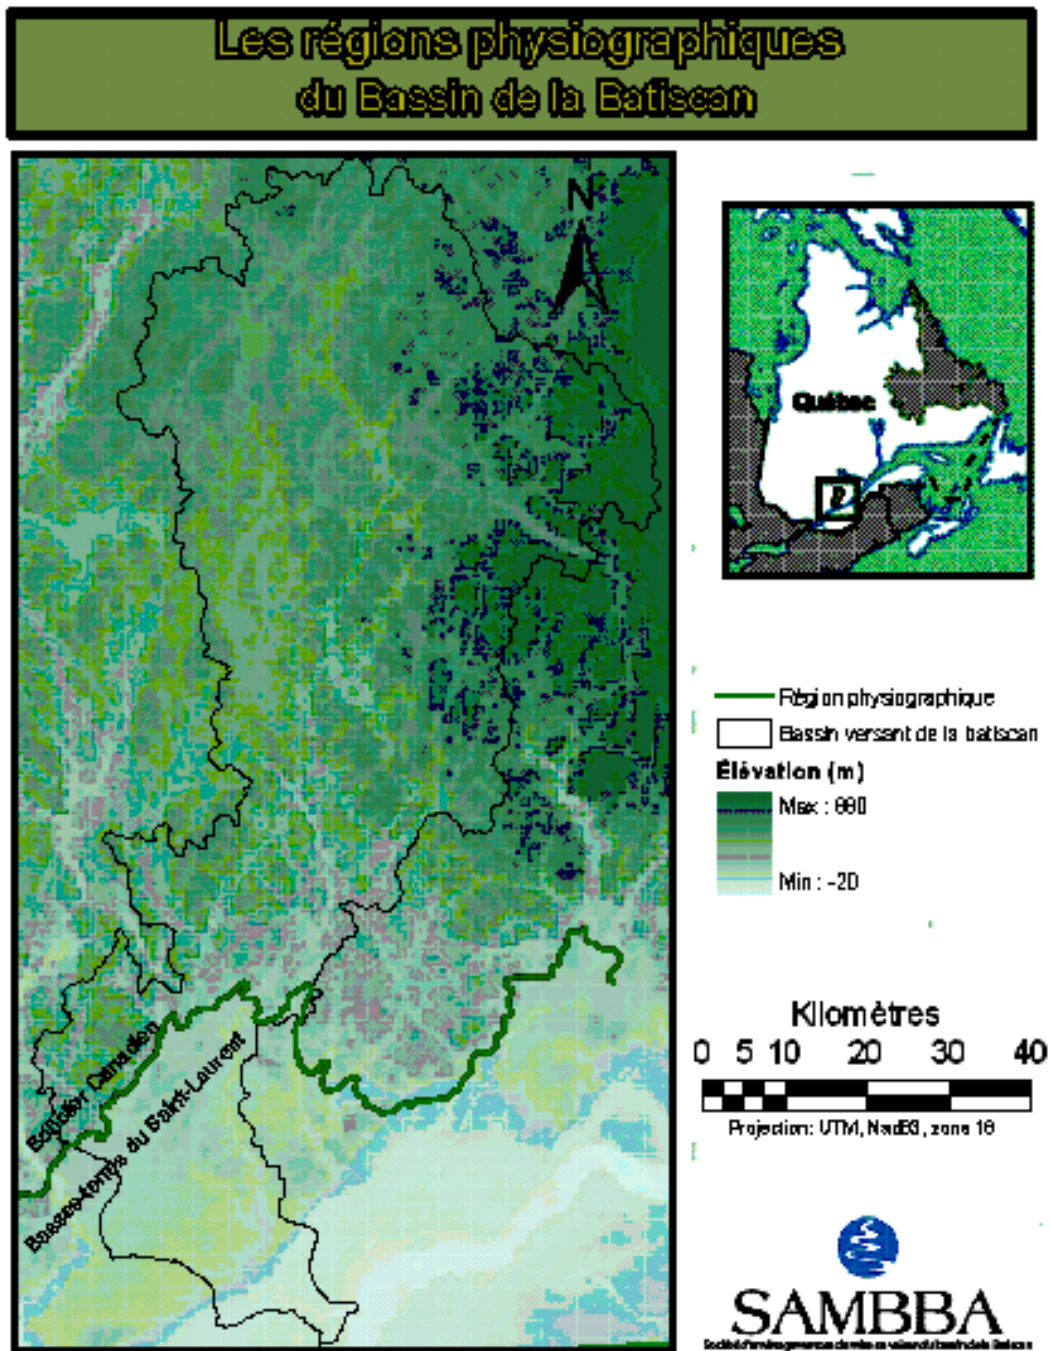 Les régions physiographiques
du Bassin de la Batiscan
N
Québec
Région physiographique
Bassin versant de la batiscan
Élévation (m)
Max :
Min : -20
Bouclier Canadien
Basses-terres du Saint-Laurent
Kilomètres
0 5 10 20 30 40
Projection: UTM, Nad83, zone
SAMBBA